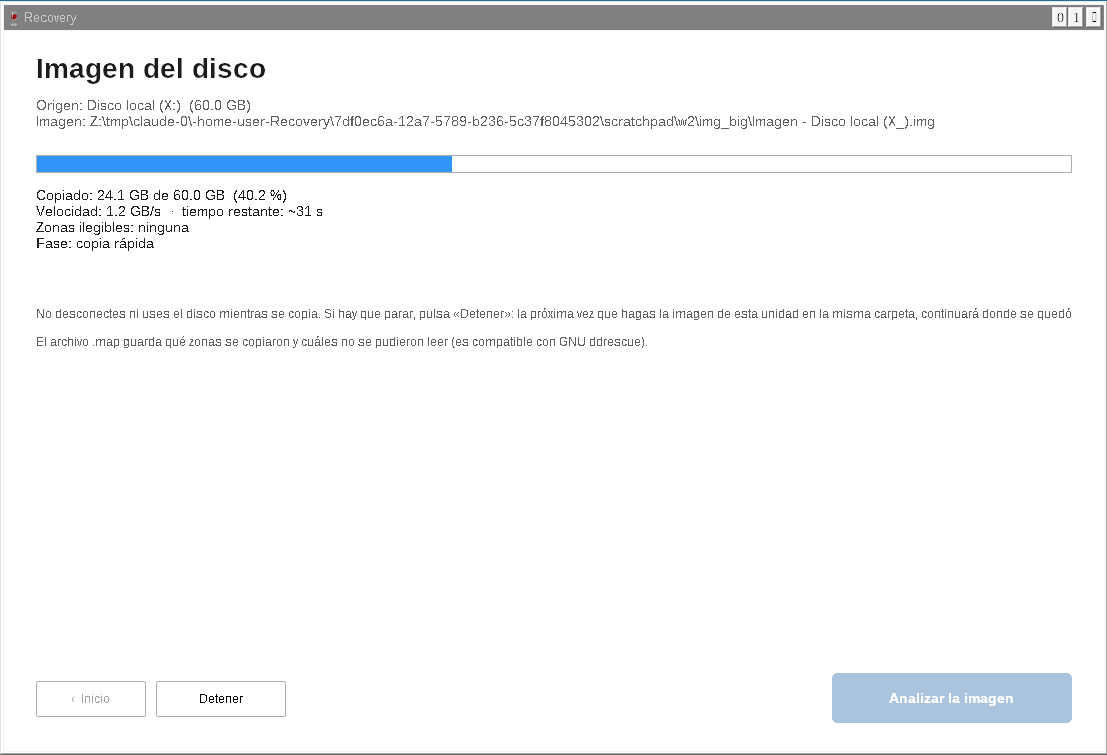 Recovery
0 1
Imagen del disco
Origen: Disco local (X:) (60.0 GB)
Imagen: Z:\tmp\claude-0\-home-user-Recovery\7df0ec6a-12a7-5789-b236-5c37f8045302\scratchpad\w2\img_big\Imagen - Disco local (X_).img
Copiado: 24.1 GB de 60.0 GB (40.2 %)
Velocidad: 1.2 GB/s · tiempo restante: ~31 s
Zonas ilegibles: ninguna
Fase: copia rápida
No desconectes ni uses el disco mientras se copia. Si hay que parar, pulsa «Detener»: la próxima vez que hagas la imagen de esta unidad en la misma carpeta, continuará donde se quedó
El archivo .map guarda qué zonas se copiaron y cuáles no se pudieron leer (es compatible con GNU ddrescue).
‹ Inicio
Detener
Analizar la imagen